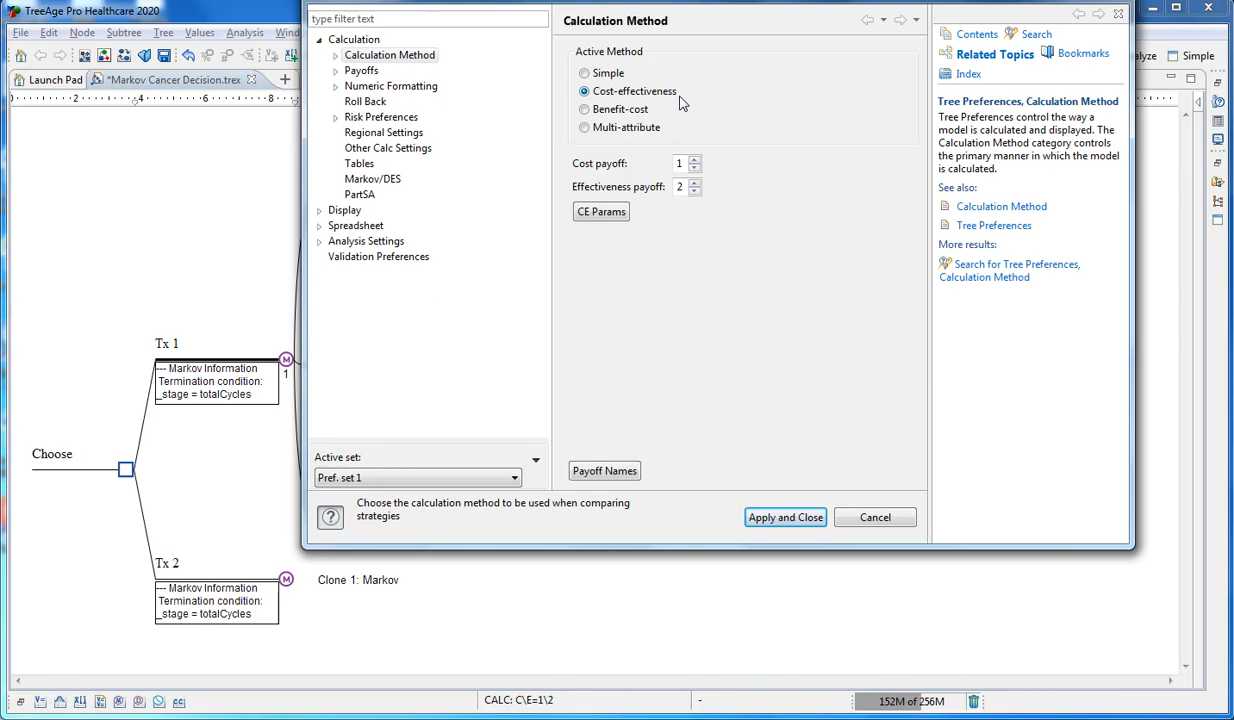 TreeAge Pro Healthcare 2020
File Edit Node Subtree Tree Values Analysis Wind
alyze Simple
Launch Pad *Markov Cancer Decision.trex
0 2 4 6 8
type filter text
Calculation
Calculation Method
Payoffs
Numeric Formatting
Roll Back
Risk Preferences
Regional Settings
Other Calc Settings
Tables
Markov/DES
PartSA
Display
Spreadsheet
Analysis Settings
Validation Preferences
Active set:
Pref. set 1
Calculation Method
Active Method
Simple
Cost-effectiveness
Benefit-cost
Multi-attribute
Cost payoff: 1
Effectiveness payoff: 2
CE Params
Payoff Names
Choose the calculation method to be used when comparing
strategies
Apply and Close Cancel
Contents Search
Related Topics Bookmarks
Index
Tree Preferences, Calculation Method
Tree Preferences control the way a
model is calculated and displayed. The
Calculation Method category controls
the primary manner in which the model
is calculated.
See also:
Calculation Method
Tree Preferences
More results:
Search for Tree Preferences,
Calculation Method
Tx 1
M
--- Markov Information
Termination condition:
_stage = totalCycles
1
Choose
Tx 2
M
--- Markov Information
Termination condition:
_stage = totalCycles
Clone 1: Markov
CALC: C\E=1\2
-
152M of 256M